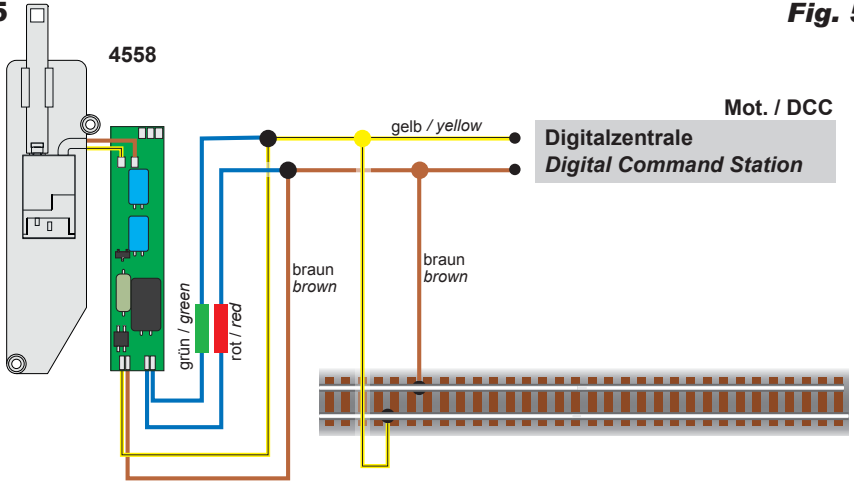 5
Fig. 5
4558
Mot. / DCC
gelb / yellow
Digitalzentrale
Digital Command Station
braun
brown
braun
brown
grün / green
rot / red